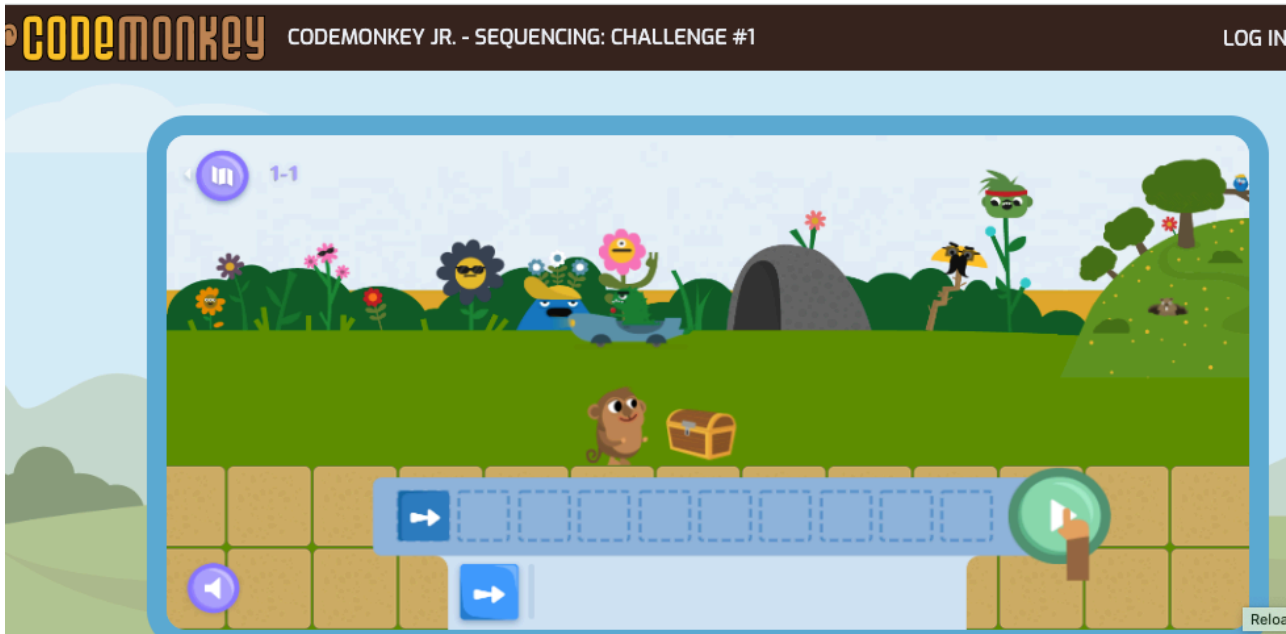 CODEMONKEY
CODEMONKEY JR. - SEQUENCING: CHALLENGE #1
LOG IN
1-1
Reloa